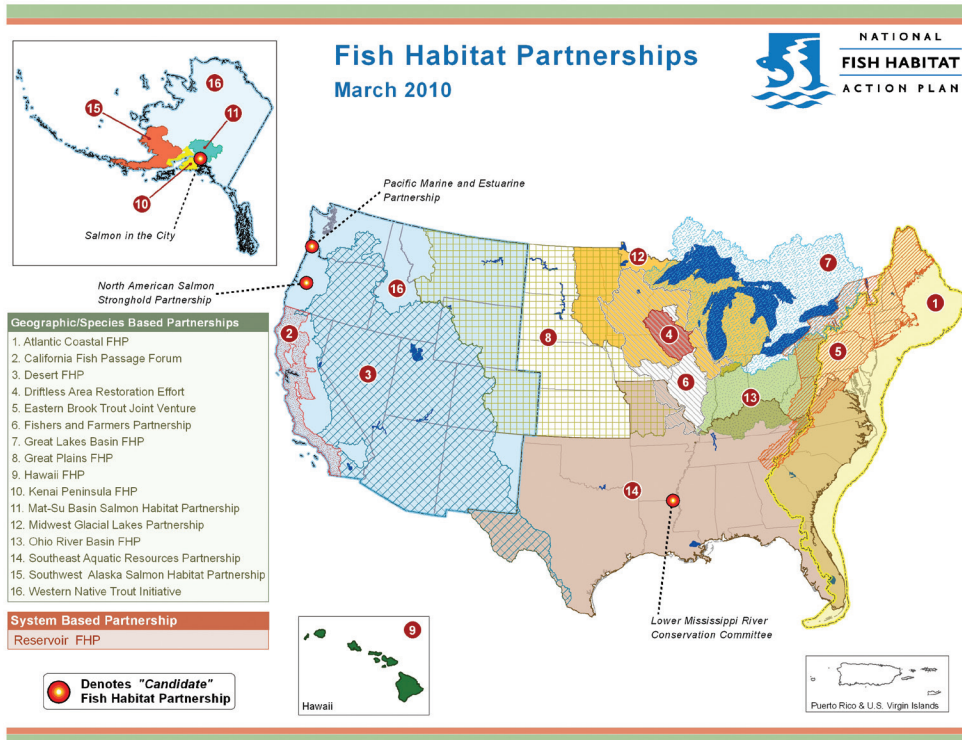 Fish Habitat Partnerships
March 2010
NATIONAL
FISH HABITAT
ACTION PLAN
16
15
11
10
Salmon in the City
Pacific Marine and Estuarine
Partnership
North American Salmon
Stronghold Partnership
Geographic/Species Based Partnerships
1. Atlantic Coastal FHP
2. California Fish Passage Forum
3. Desert FHP
4. Driftless Area Restoration Effort
5. Eastern Brook Trout Joint Venture
6. Fishers and Farmers Partnership
7. Great Lakes Basin FHP
8. Great Plains FHP
9. Hawaii FHP
10. Kenai Peninsula FHP
11. Mat-Su Basin Salmon Habitat Partnership
12. Midwest Glacial Lakes Partnership
13. Ohio River Basin FHP
14. Southeast Aquatic Resources Partnership
15. Southwest Alaska Salmon Habitat Partnership
16. Western Native Trout Initiative
System Based Partnership
Reservoir FHP
Denotes "Candidate"
Fish Habitat Partnership
12
7
16
1
2
4
8
5
3
6
13
14
Lower Mississippi River
Conservation Committee
9
Hawaii
Puerto Rico & U.S. Virgin Islands